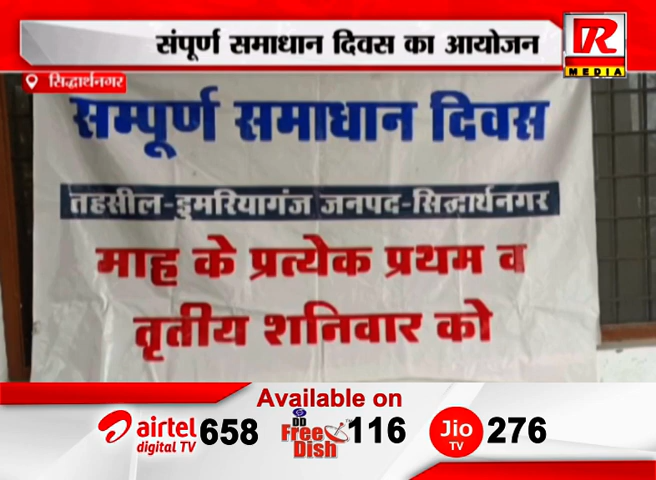 संपूर्ण समाधान दिवस का आयोजन
R
MEDIA
सिद्धार्थनगर
सम्पूर्ण समाधान दिवस
तहसील-डुमरियागंज जनपद-सिद्धार्थनगर
माह के प्रत्येक प्रथम व
तृतीय शनिवार को
Available on
airtel digital TV 658
DD Free Dish 116
Jio TV 276